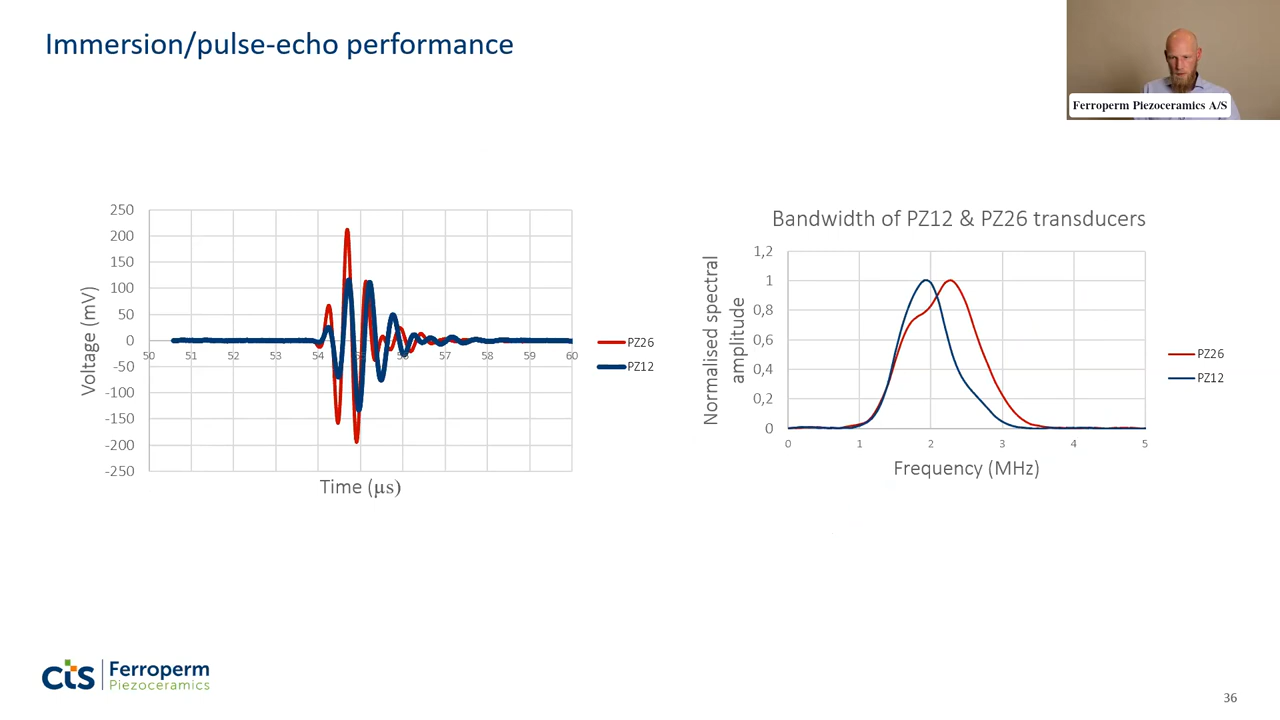 Immersion/pulse-echo performance
Ferroperm Piezoceramics A/S
250
200
150
100
50
0
-50
-100
-150
-200
-250
50 51 52 53 54 55 56 57 58 59 60
Voltage (mV)
Time (µs)
PZ26
PZ12
Bandwidth of PZ12 & PZ26 transducers
1,2
1
0,8
0,6
0,4
0,2
0
0 1 2 3 4 5
Normalised spectral
amplitude
Frequency (MHz)
PZ26
PZ12
cts Ferroperm
Piezoceramics
36